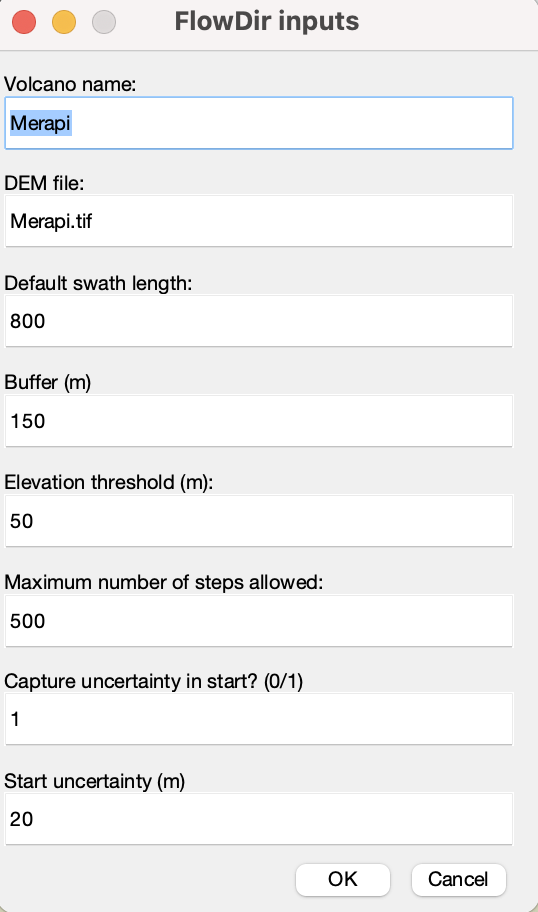 FlowDir inputs
Volcano name:
Merapi
DEM file:
Merapi.tif
Default swath length:
800
Buffer (m)
150
Elevation threshold (m):
50
Maximum number of steps allowed:
500
Capture uncertainty in start? (0/1)
1
Start uncertainty (m)
20
OK Cancel